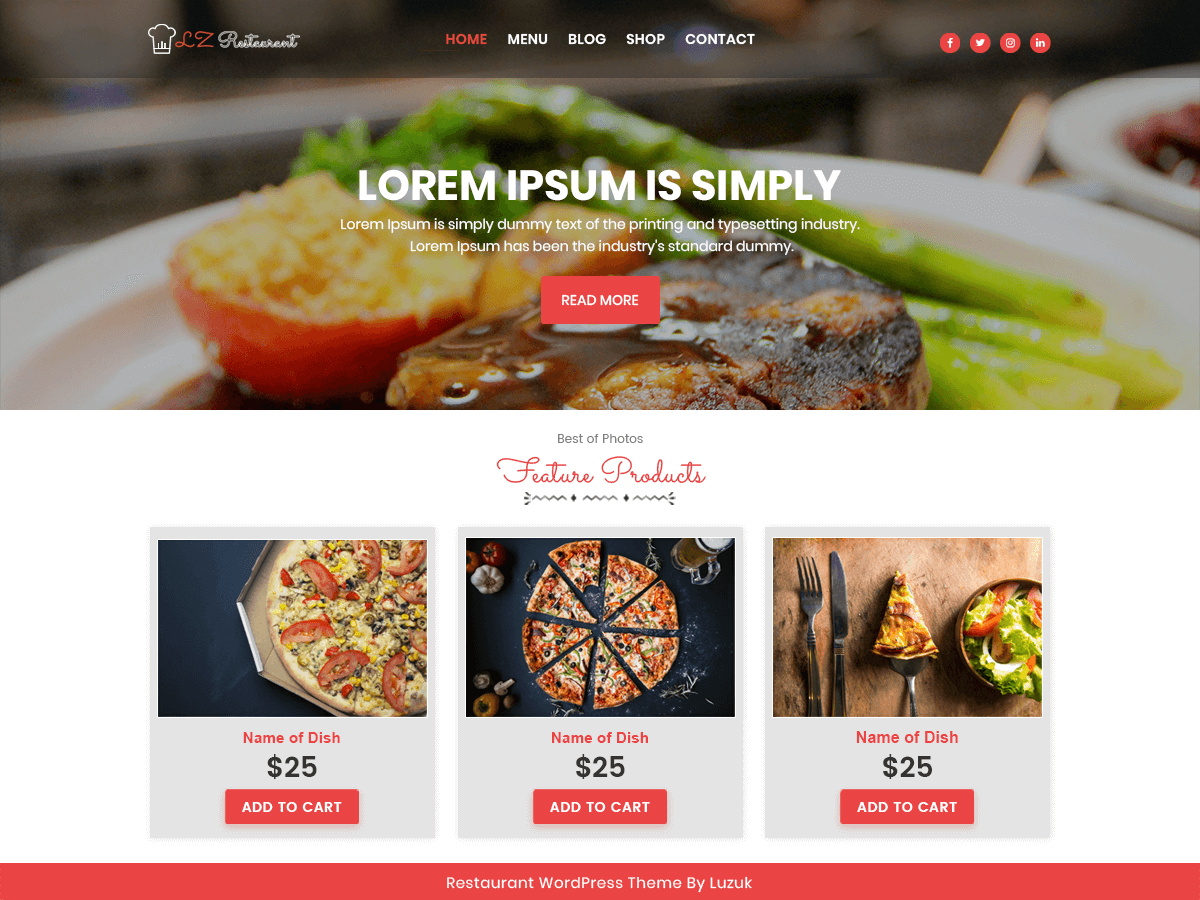 LZ Restaurant
HOME MENU BLOG SHOP CONTACT
LOREM IPSUM IS SIMPLY
Lorem Ipsum is simply dummy text of the printing and typesetting industry.
Lorem Ipsum has been the industry's standard dummy.
READ MORE
Best of Photos
Feature Products
Name of Dish Name of Dish Name of Dish
$25 $25 $25
ADD TO CART ADD TO CART ADD TO CART
Restaurant WordPress Theme By Luzuk